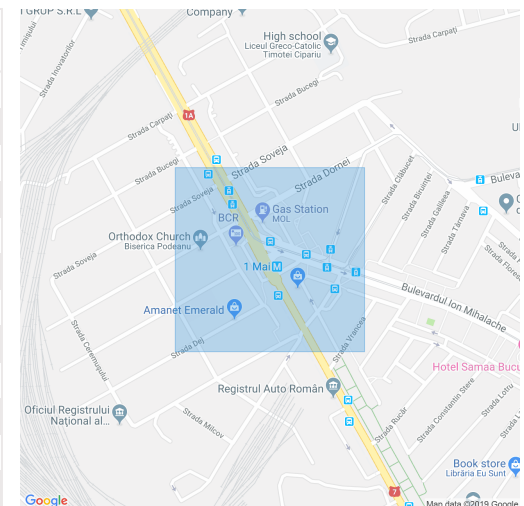 I GRUP S.R.L
Company
Timișului
High school
Liceul Greco-Catolic
Timotei Cipariu
Strada Carpați
Strada Inovatorilor
Strada Bucegi
1A
Strada Carpați
Strada Soveja
Strada Bucegi
Strada Dornei
Strada Clăbucet
Strada Biruinței
Strada Galileea
Strada Târnava
Strada Soveja
BCR
Gas Station
MOL
Orthodox Church
Biserica Podeanu
1 Mai
M
Strada Soveja
Bulevardul Ion Mihalache
Amanet Emerald
Strada Vrancea
Strada Dej
Strada Ceremușului
Registrul Auto Român
Hotel Samaa Bucu
Oficiul Registrului
Național al...
Strada Milcov
Strada Rucăr
Strada Constantin Stere
Strada Lotru
Book store
Librăria Eu Sunt
7
Google
Map data ©2019 Google